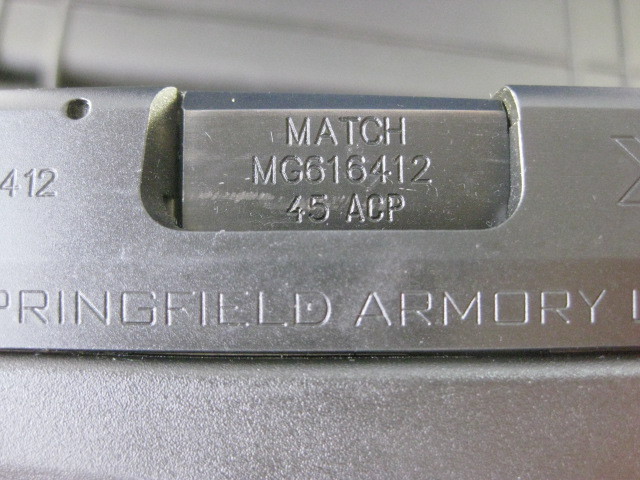 MATCH
MG616412
45 ACP
412
PRINGFIELD ARMORY